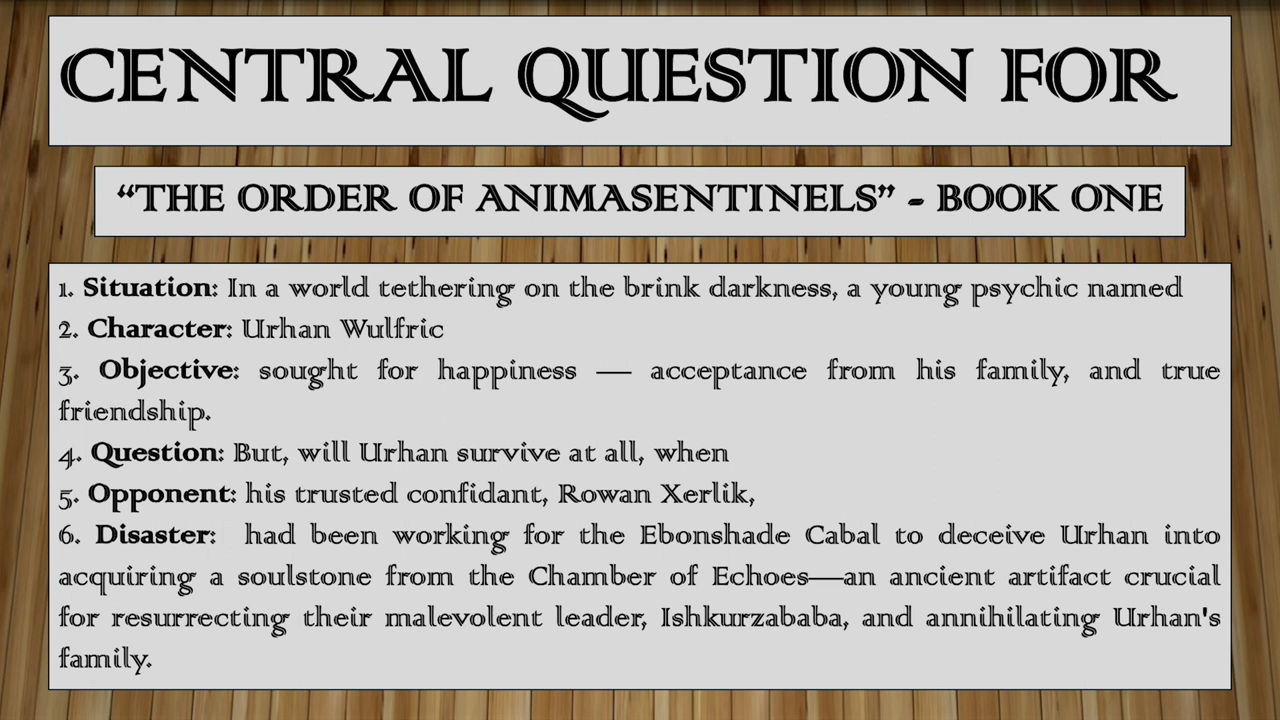 CENTRAL QUESTION FOR
“THE ORDER OF ANIMASENTINELS” - BOOK ONE
1. Situation: In a world tethering on the brink darkness, a young psychic named
2. Character: Urhan Wulfric
3. Objective: sought for happiness — acceptance from his family, and true
friendship.
4. Question: But, will Urhan survive at all, when
5. Opponent: his trusted confidant, Rowan Xerlik,
6. Disaster: had been working for the Ebonshade Cabal to deceive Urhan into
acquiring a soulstone from the Chamber of Echoes—an ancient artifact crucial
for resurrecting their malevolent leader, Ishkurzababa, and annihilating Urhan's
family.